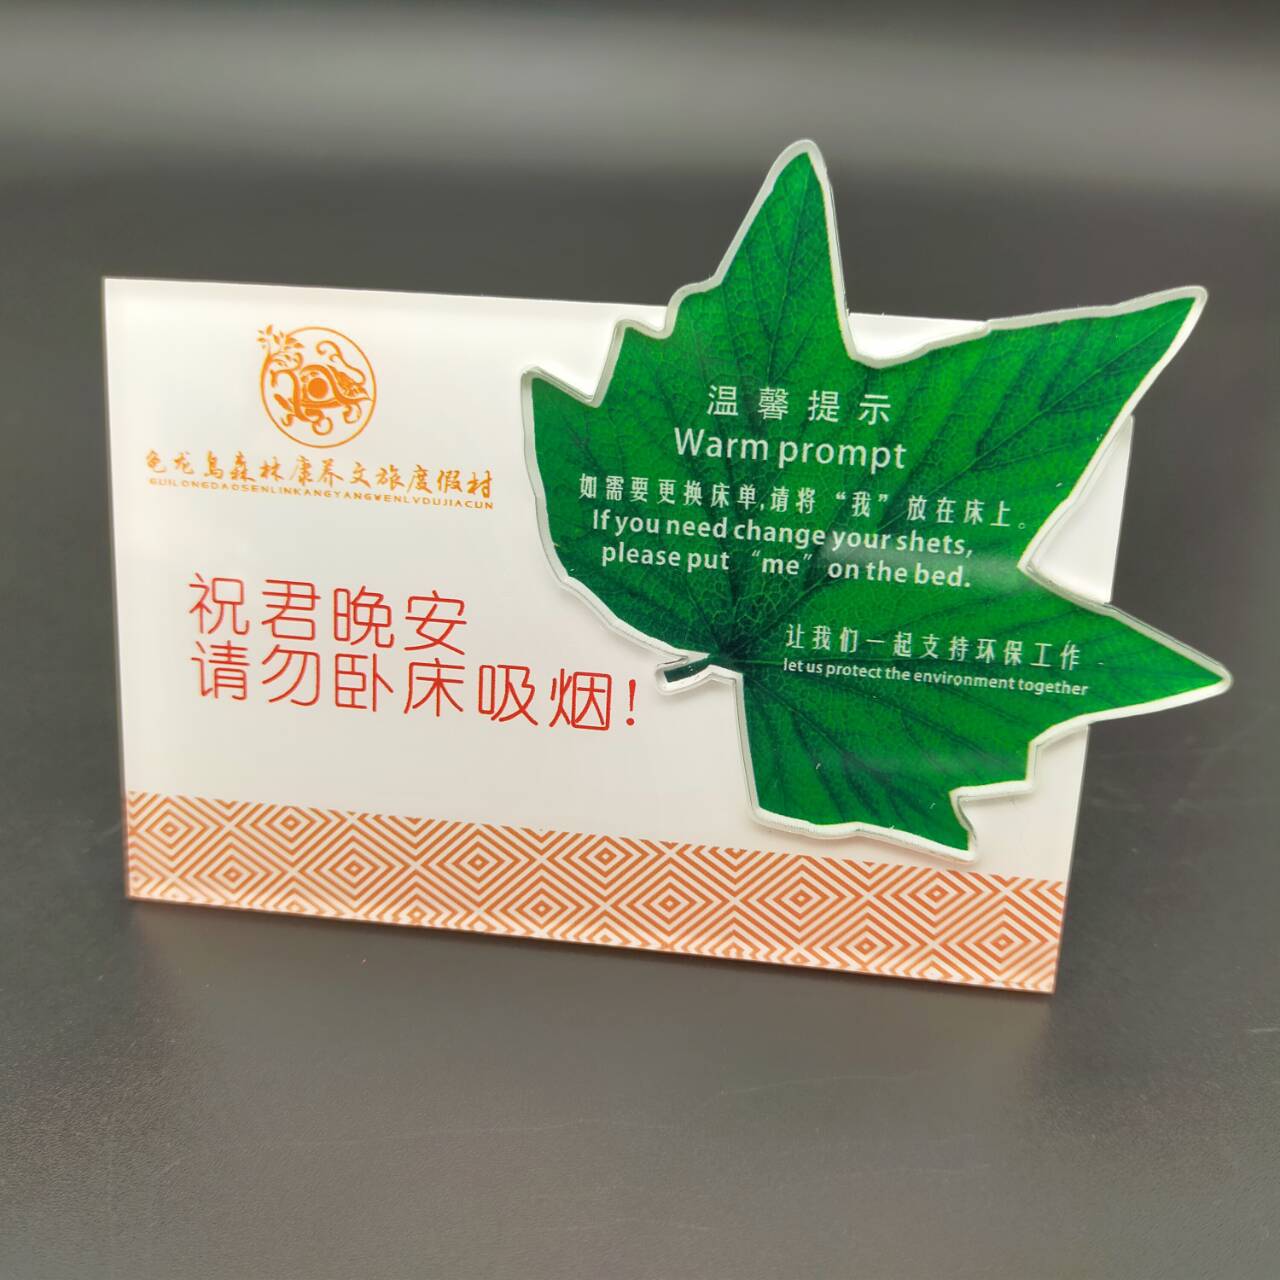 龟龙岛森林康养文旅度假村
GUILONGDAOSENLINKANGYANGWENLVDUJIACUN
祝君晚安
请勿卧床吸烟!
温馨提示
Warm prompt
如需要更换床单,请将“我”放在床上。
If you need change your shets,
please put “me” on the bed.
让我们一起支持环保工作
let us protect the environment together